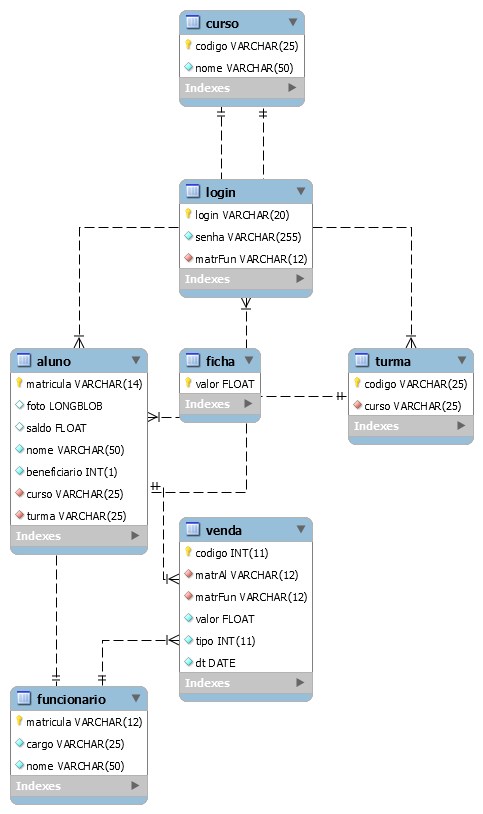 curso
codigo VARCHAR(25)
nome VARCHAR(50)
Indexes
login
login VARCHAR(20)
senha VARCHAR(255)
matrFun VARCHAR(12)
Indexes
aluno
matricula VARCHAR(14)
foto LONGBLOB
saldo FLOAT
nome VARCHAR(50)
beneficiario INT(1)
curso VARCHAR(25)
turma VARCHAR(25)
Indexes
ficha
valor FLOAT
Indexes
turma
codigo VARCHAR(25)
curso VARCHAR(25)
Indexes
venda
codigo INT(11)
matrAl VARCHAR(12)
matrFun VARCHAR(12)
valor FLOAT
tipo INT(11)
dt DATE
Indexes
funcionario
matricula VARCHAR(12)
cargo VARCHAR(25)
nome VARCHAR(50)
Indexes